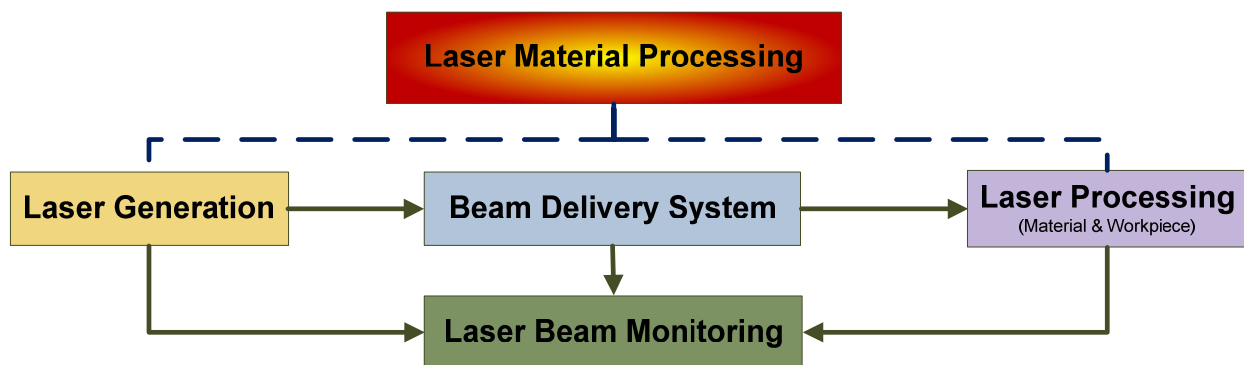 Laser Material Processing
Laser Generation
Beam Delivery System
Laser Processing
(Material & Workpiece)
Laser Beam Monitoring